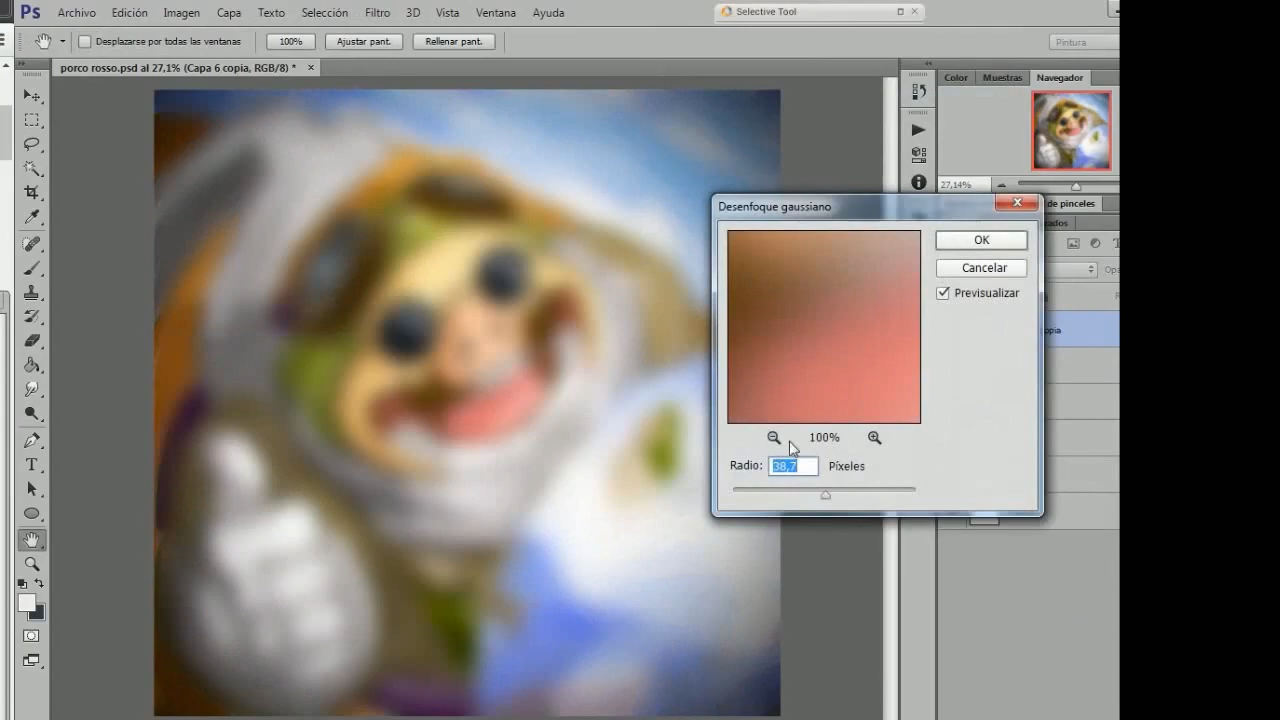 Ps Archivo Edición Imagen Capa Texto Selección Filtro 3D Vista Ventana Ayuda
Selective Tool
Desplazarse por todas las ventanas 100% Ajustar pant. Rellenar pant. Pintura
porco rosso.psd al 27,1% (Capa 6 copia, RGB/8) * ×
Color Muestras Navegador
27,14%
de pinceles
Desenfoque gaussiano
OK
Cancelar
Previsualizar
100%
Radio: 38,7 Píxeles
T